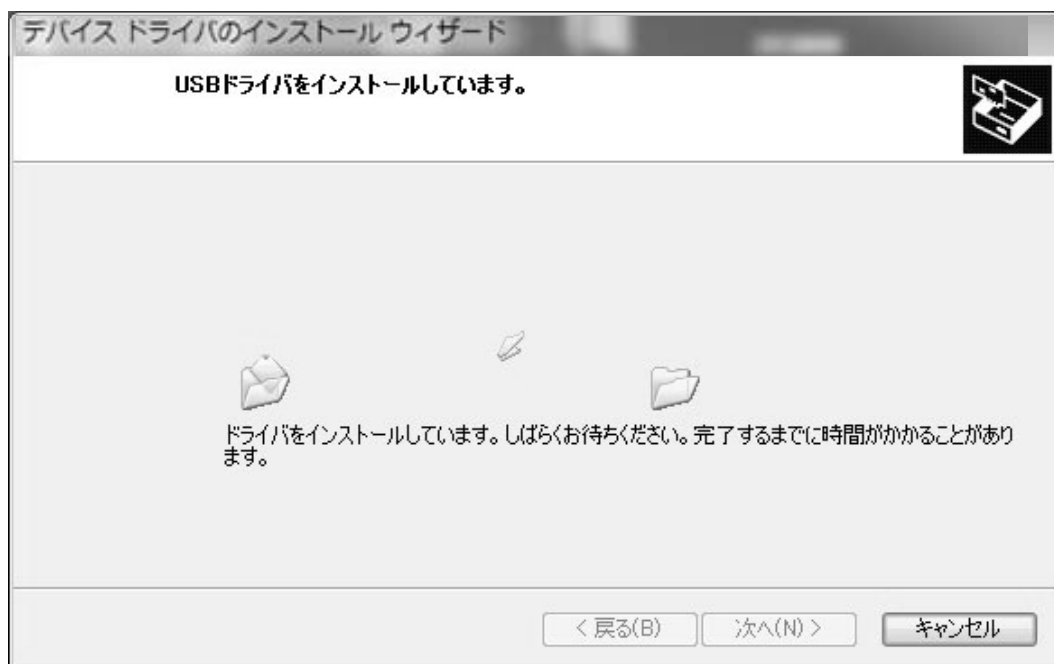 デバイス ドライバのインストール ウィザード
USBドライバをインストールしています。
ドライバをインストールしています。しばらくお待ちください。完了するまでに時間がかかることがあり
ます。
< 戻る(B)
次へ(N) >
キャンセル